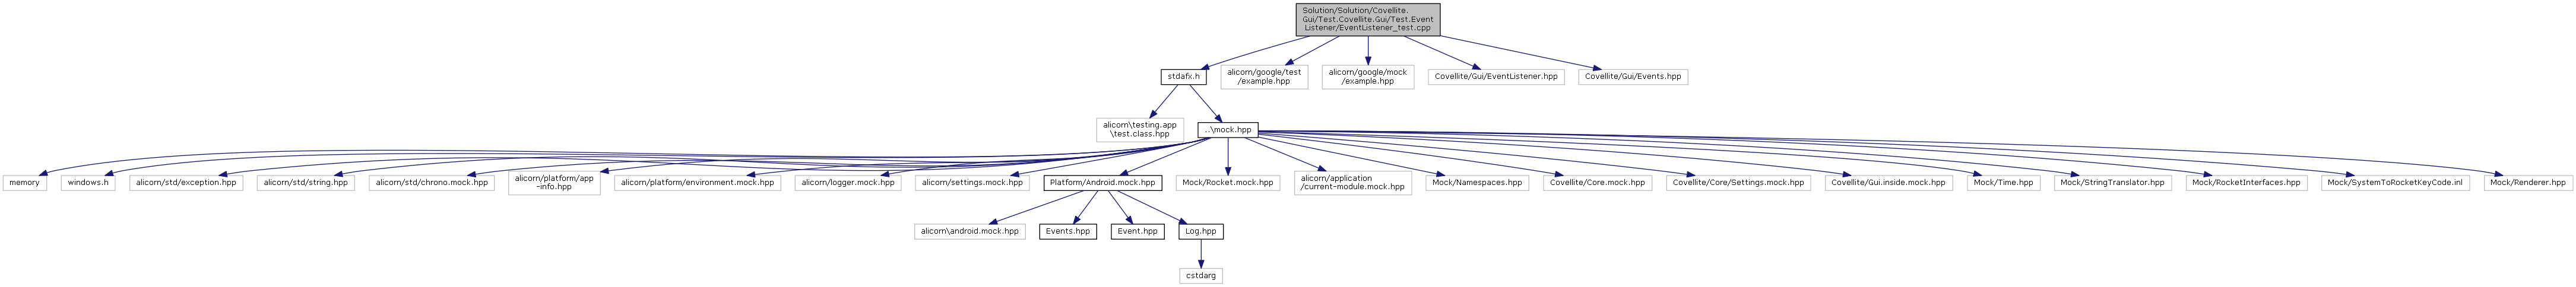 Solution/Solution/Covellite.
Gui/Test.Covellite.Gui/Test.Event
Listener/EventListener_test.cpp
stdafx.h
alicorn/google/test
/example.hpp
alicorn/google/mock
/example.hpp
Covellite/Gui/EventListener.hpp
Covellite/Gui/Events.hpp
alicorn\testing.app
\test.class.hpp
..\mock.hpp
memory
windows.h
alicorn/std/exception.hpp
alicorn/std/string.hpp
alicorn/std/chrono.mock.hpp
alicorn/platform/app
-info.hpp
alicorn/platform/environment.mock.hpp
alicorn/logger.mock.hpp
alicorn/settings.mock.hpp
Platform/Android.mock.hpp
Mock/Rocket.mock.hpp
alicorn/application
/current-module.mock.hpp
Mock/Namespaces.hpp
Covellite/Core.mock.hpp
Covellite/Core/Settings.mock.hpp
Covellite/Gui.inside.mock.hpp
Mock/Time.hpp
Mock/StringTranslator.hpp
Mock/RocketInterfaces.hpp
Mock/SystemToRocketKeyCode.inl
Mock/Renderer.hpp
alicorn\android.mock.hpp
Events.hpp
Event.hpp
Log.hpp
cstdarg